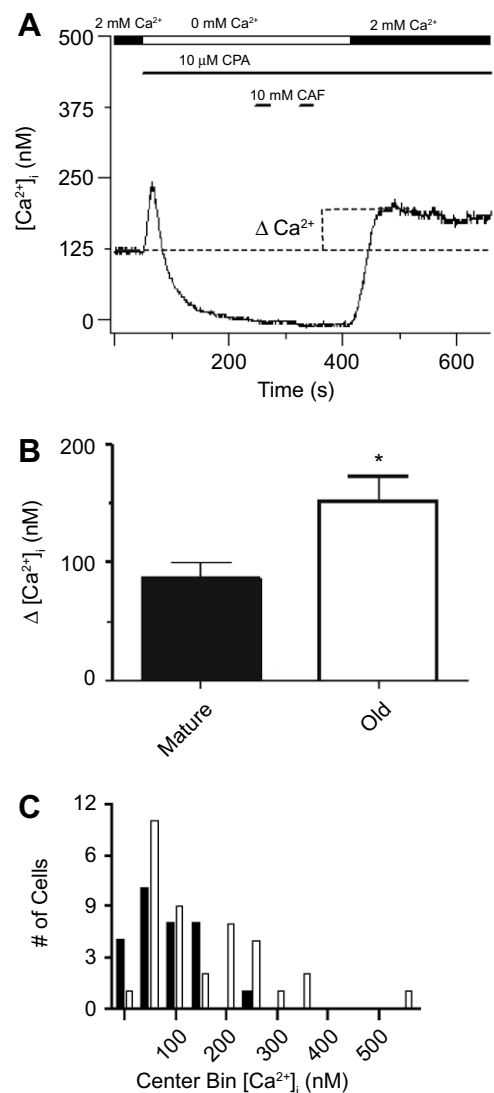 A
2 mM Ca²⁺ 0 mM Ca²⁺ 2 mM Ca²⁺
500
10 µM CPA
10 mM CAF
375
250
Δ Ca²⁺
125
0
[Ca²⁺]ᵢ (nM)
200 400 600
Time (s)
B
200
*
100
0
Δ [Ca²⁺]ᵢ (nM)
Mature Old
C
12
6
9
3
0
# of Cells
100 200 300 400 500
Center Bin [Ca²⁺]ᵢ (nM)